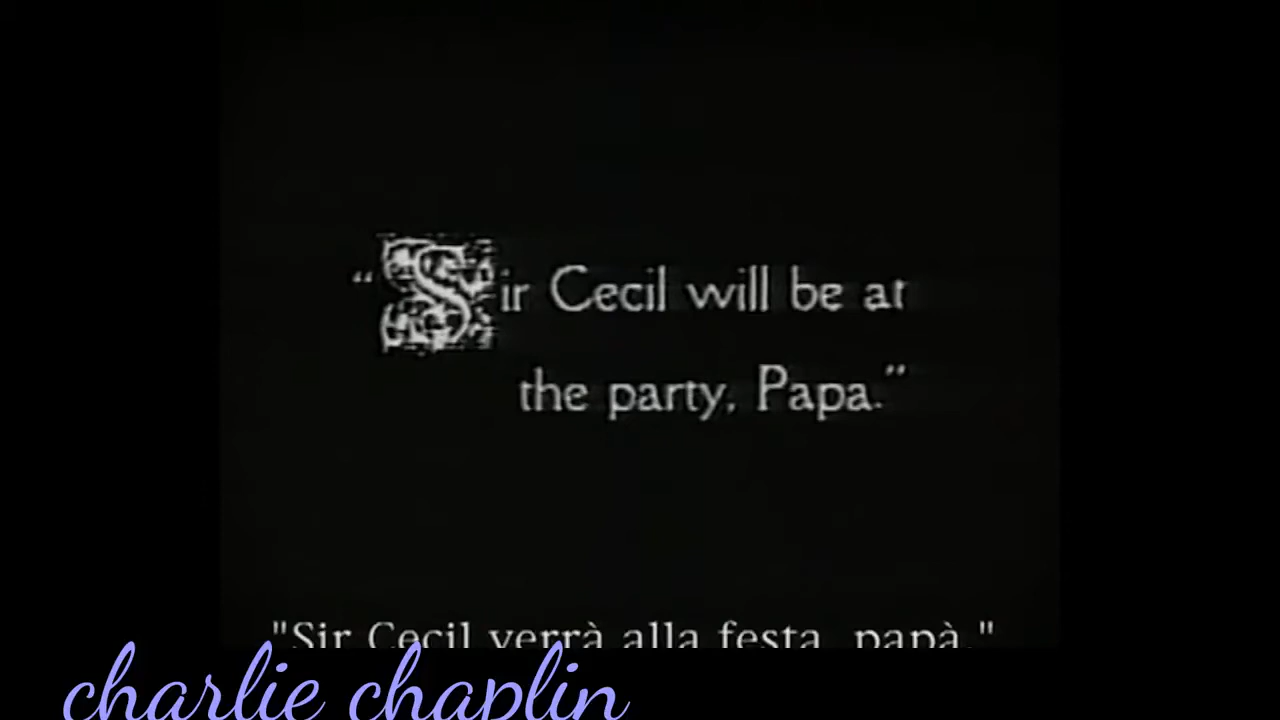 “Sir Cecil will be at
the party, Papa.”
"Sir Cecil verrà alla festa, papà."
charlie chaplin